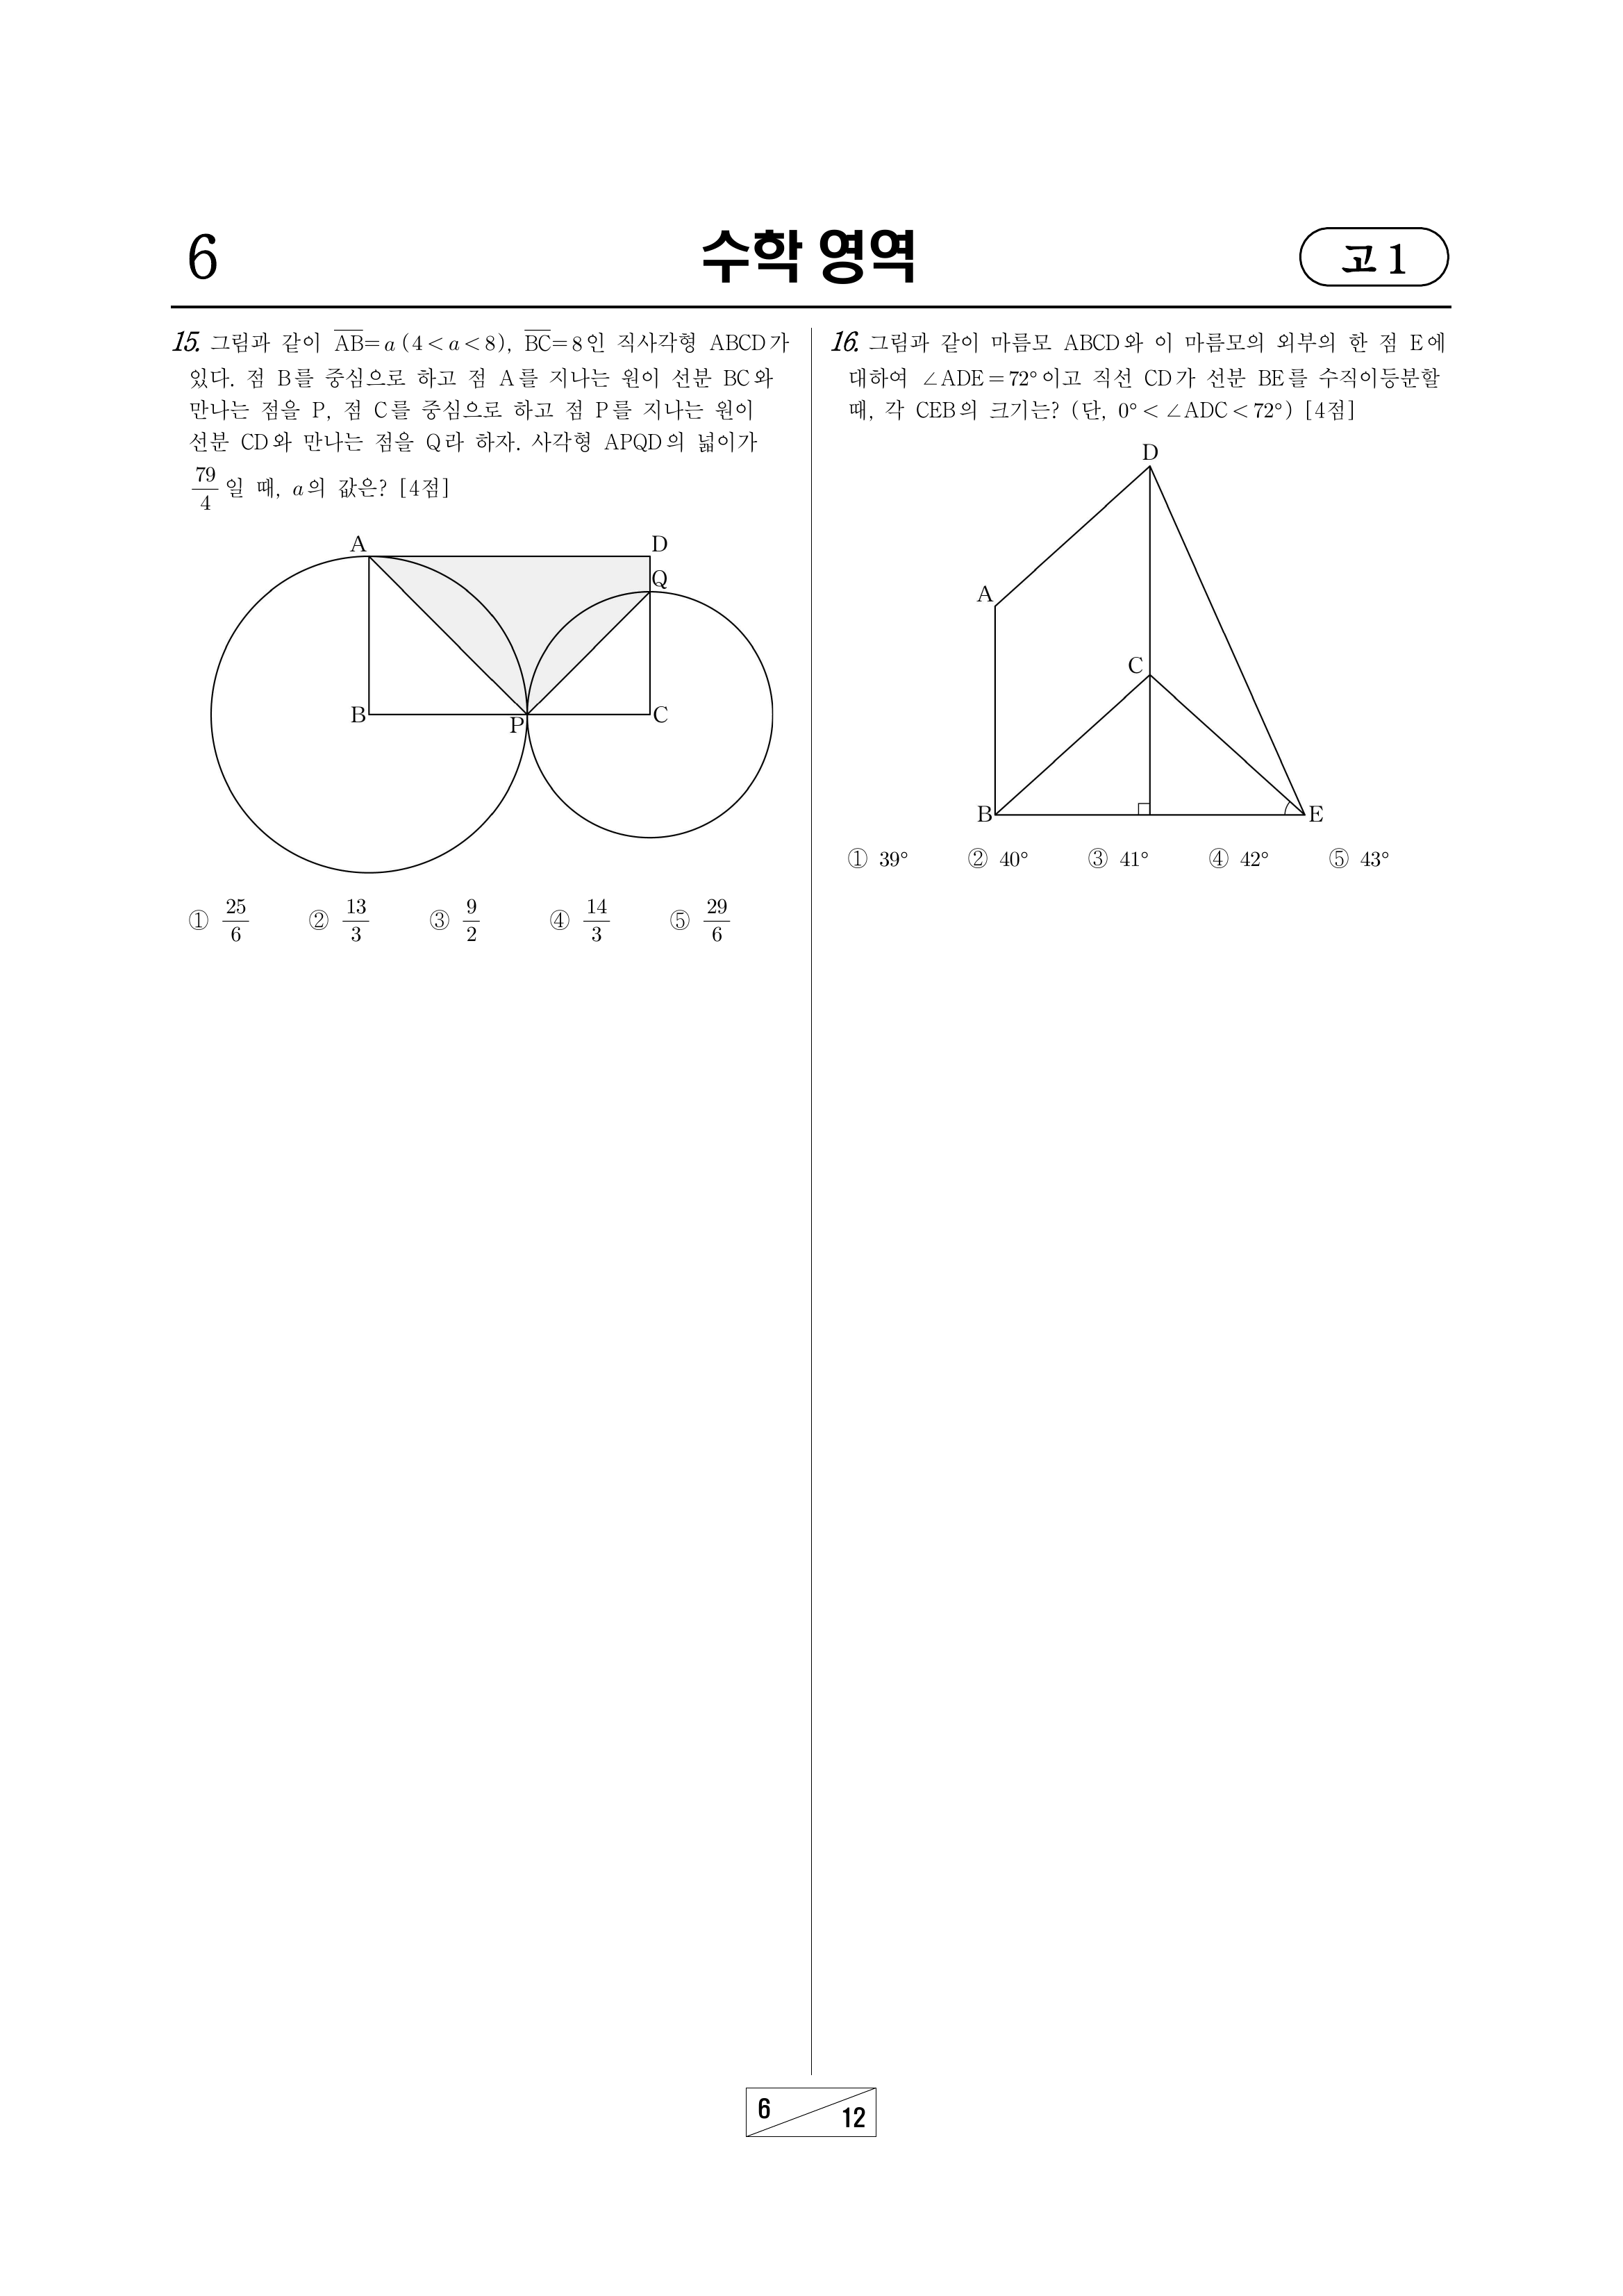 6
수학 영역
고 1
15. 그림과 같이 AB=a(4<a<8), BC=8인 직사각형 ABCD가
있다. 점 B를 중심으로 하고 점 A를 지나는 원이 선분 BC와
만나는 점을 P, 점 C를 중심으로 하고 점 P를 지나는 원이
선분 CD와 만나는 점을 Q라 하자. 사각형 APQD의 넓이가
79/4 일 때, a의 값은? [4점]
A
D
Q
B
P
C
① 25/6 ② 13/3 ③ 9/2 ④ 14/3 ⑤ 29/6
16. 그림과 같이 마름모 ABCD와 이 마름모의 외부의 한 점 E에
대하여 ∠ADE=72°이고 직선 CD가 선분 BE를 수직이등분할
때, 각 CEB의 크기는? (단, 0°<∠ADC<72°) [4점]
D
A
C
B
E
① 39° ② 40° ③ 41° ④ 42° ⑤ 43°
6
12